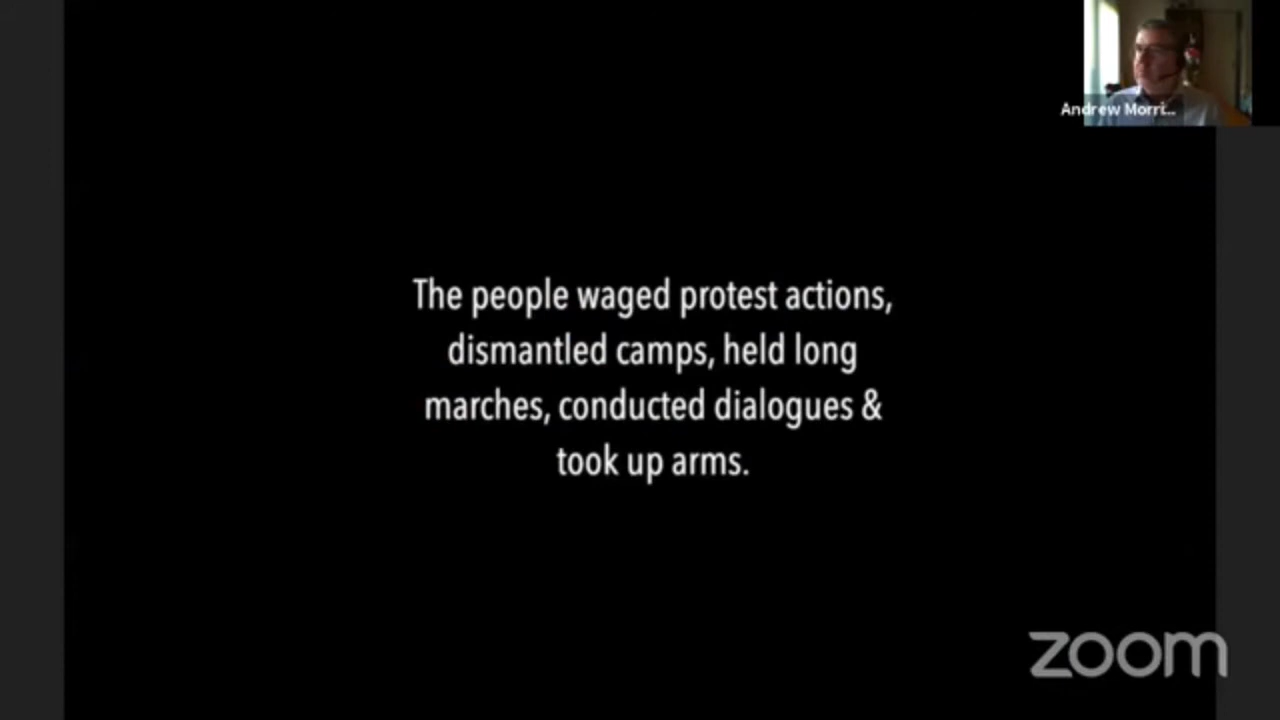 Andrew Morri...
The people waged protest actions,
dismantled camps, held long
marches, conducted dialogues &
took up arms.
zoom